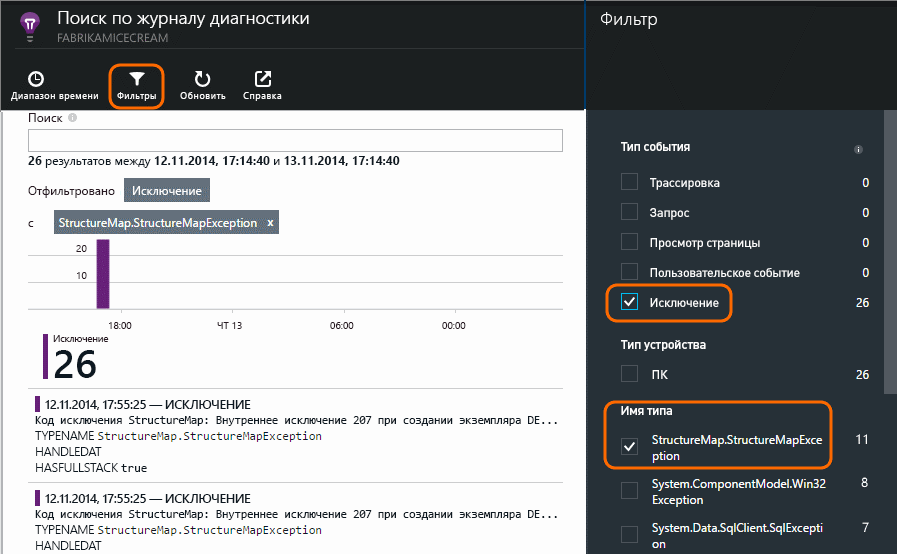 Поиск по журналу диагностики
FABRIKAMICECREAM
Диапазон времени
Фильтры
Обновить
Справка
Поиск
26 результатов между 12.11.2014, 17:14:40 и 13.11.2014, 17:14:40
Отфильтровано Исключение
с StructureMap.StructureMapException x
20
10
18:00 ЧТ 13 06:00 00:00
Исключение
26
12.11.2014, 17:55:25 — ИСКЛЮЧЕНИЕ
Код исключения StructureMap: Внутреннее исключение 207 при создании экземпляра DE...
TYPENAME StructureMap.StructureMapException
HANDLEDAT
HASFULLSTACK true
12.11.2014, 17:55:25 — ИСКЛЮЧЕНИЕ
Код исключения StructureMap: Внутреннее исключение 207 при создании экземпляра DE...
TYPENAME StructureMap.StructureMapException
HANDLEDAT
Фильтр
Тип события
Трассировка 0
Запрос 0
Просмотр страницы 0
Пользовательское событие 0
Исключение 26
Тип устройства
ПК 26
Имя типа
StructureMap.StructureMapExce 11
ption
System.ComponentModel.Win32 8
Exception
System.Data.SqlClient.SqlExcepti 7
on